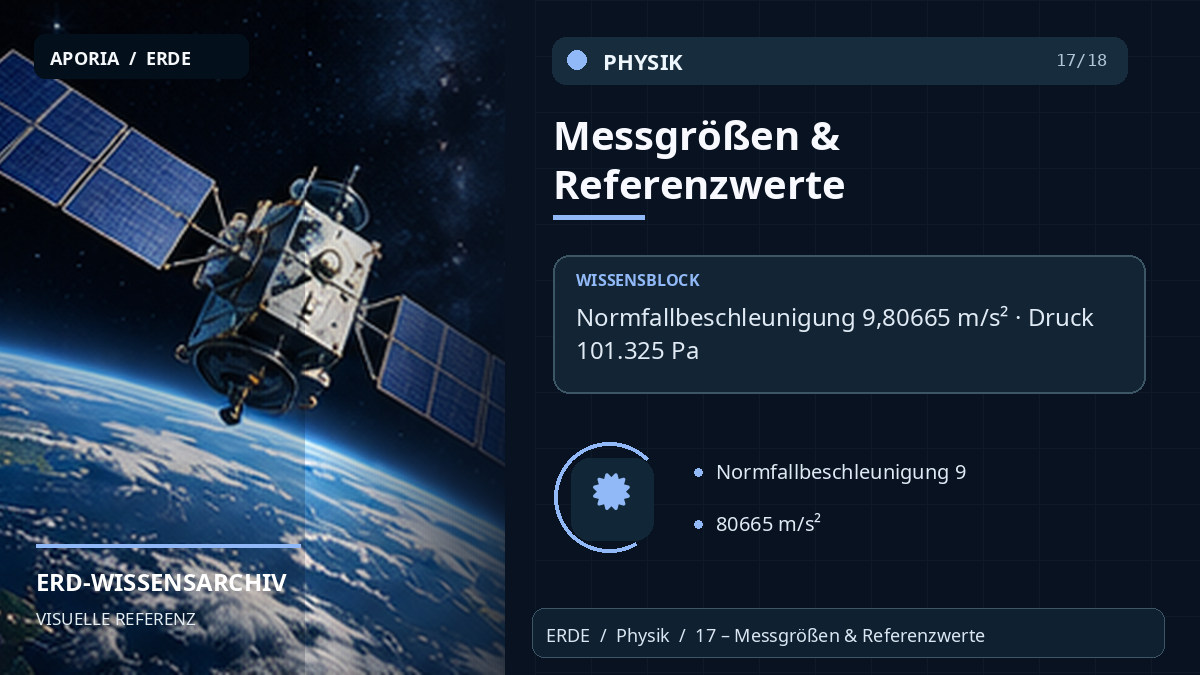 APORIA / ERDE
ERD-WISSENSARCHIV
VISUELLE REFERENZ
PHYSIK
17/18
Messgrößen &
Referenzwerte
WISSENSBLOCK
Normfallbeschleunigung 9,80665 m/s² · Druck
101.325 Pa
Normfallbeschleunigung 9
80665 m/s²
ERDE / Physik / 17 – Messgrößen & Referenzwerte